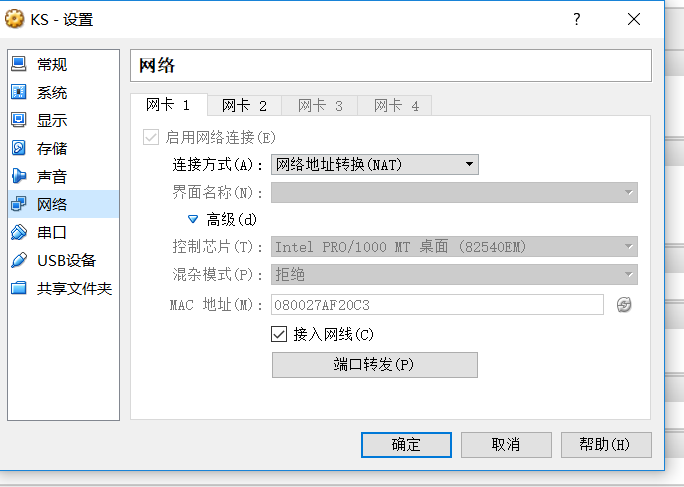 KS - 设置
?
常规
系统
显示
存储
声音
网络
串口
USB设备
共享文件夹
网络
网卡 1 网卡 2 网卡 3 网卡 4
启用网络连接(E)
连接方式(A): 网络地址转换(NAT)
界面名称(N):
高级(d)
控制芯片(T): Intel PRO/1000 MT 桌面 (82540EM)
混杂模式(P): 拒绝
MAC 地址(M): 080027AF20C3
接入网线(C)
端口转发(P)
确定 取消 帮助(H)